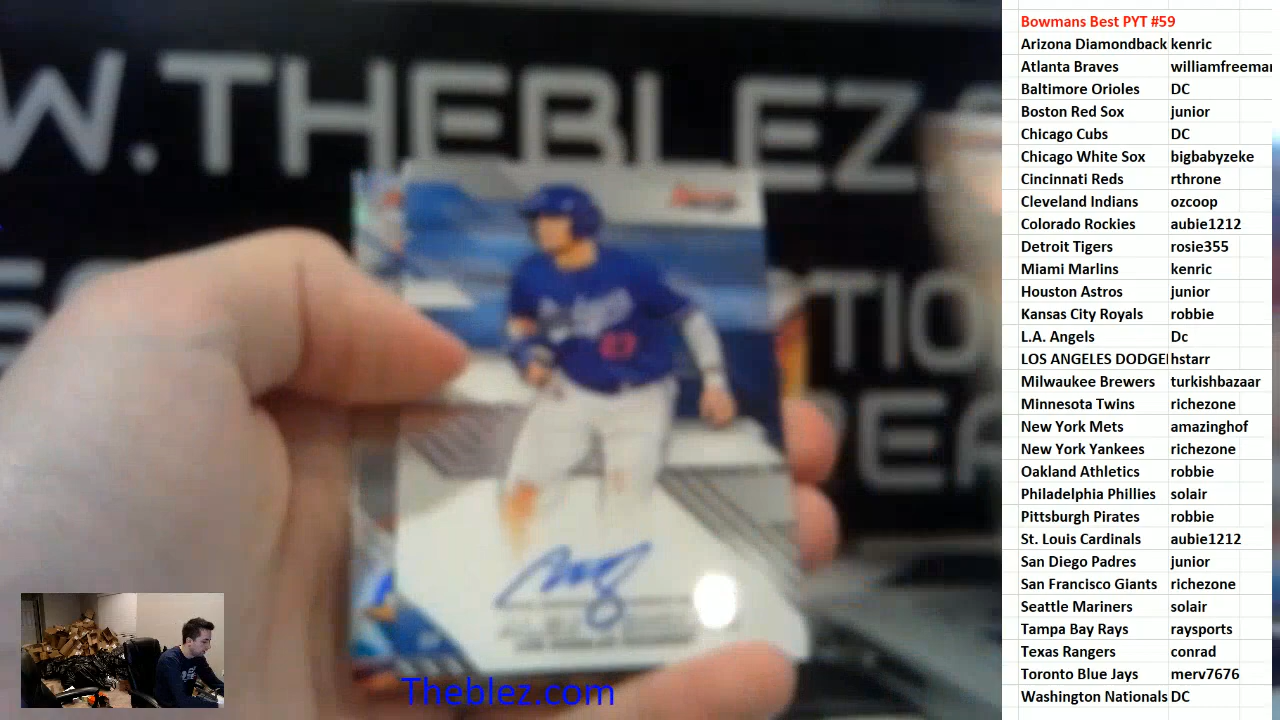 W.THEBLEZ.
TIO
EA
Dodgers
Theblez.com
Bowmans Best PYT #59
Arizona Diamondback kenric
Atlanta Braves williamfreeman
Baltimore Orioles DC
Boston Red Sox junior
Chicago Cubs DC
Chicago White Sox bigbabyzeke
Cincinnati Reds rthrone
Cleveland Indians ozcoop
Colorado Rockies aubie1212
Detroit Tigers rosie355
Miami Marlins kenric
Houston Astros junior
Kansas City Royals robbie
L.A. Angels Dc
LOS ANGELES DODGE hstarr
Milwaukee Brewers turkishbazaar
Minnesota Twins richezone
New York Mets amazinghof
New York Yankees richezone
Oakland Athletics robbie
Philadelphia Phillies solair
Pittsburgh Pirates robbie
St. Louis Cardinals aubie1212
San Diego Padres junior
San Francisco Giants richezone
Seattle Mariners solair
Tampa Bay Rays raysports
Texas Rangers conrad
Toronto Blue Jays merv7676
Washington Nationals DC